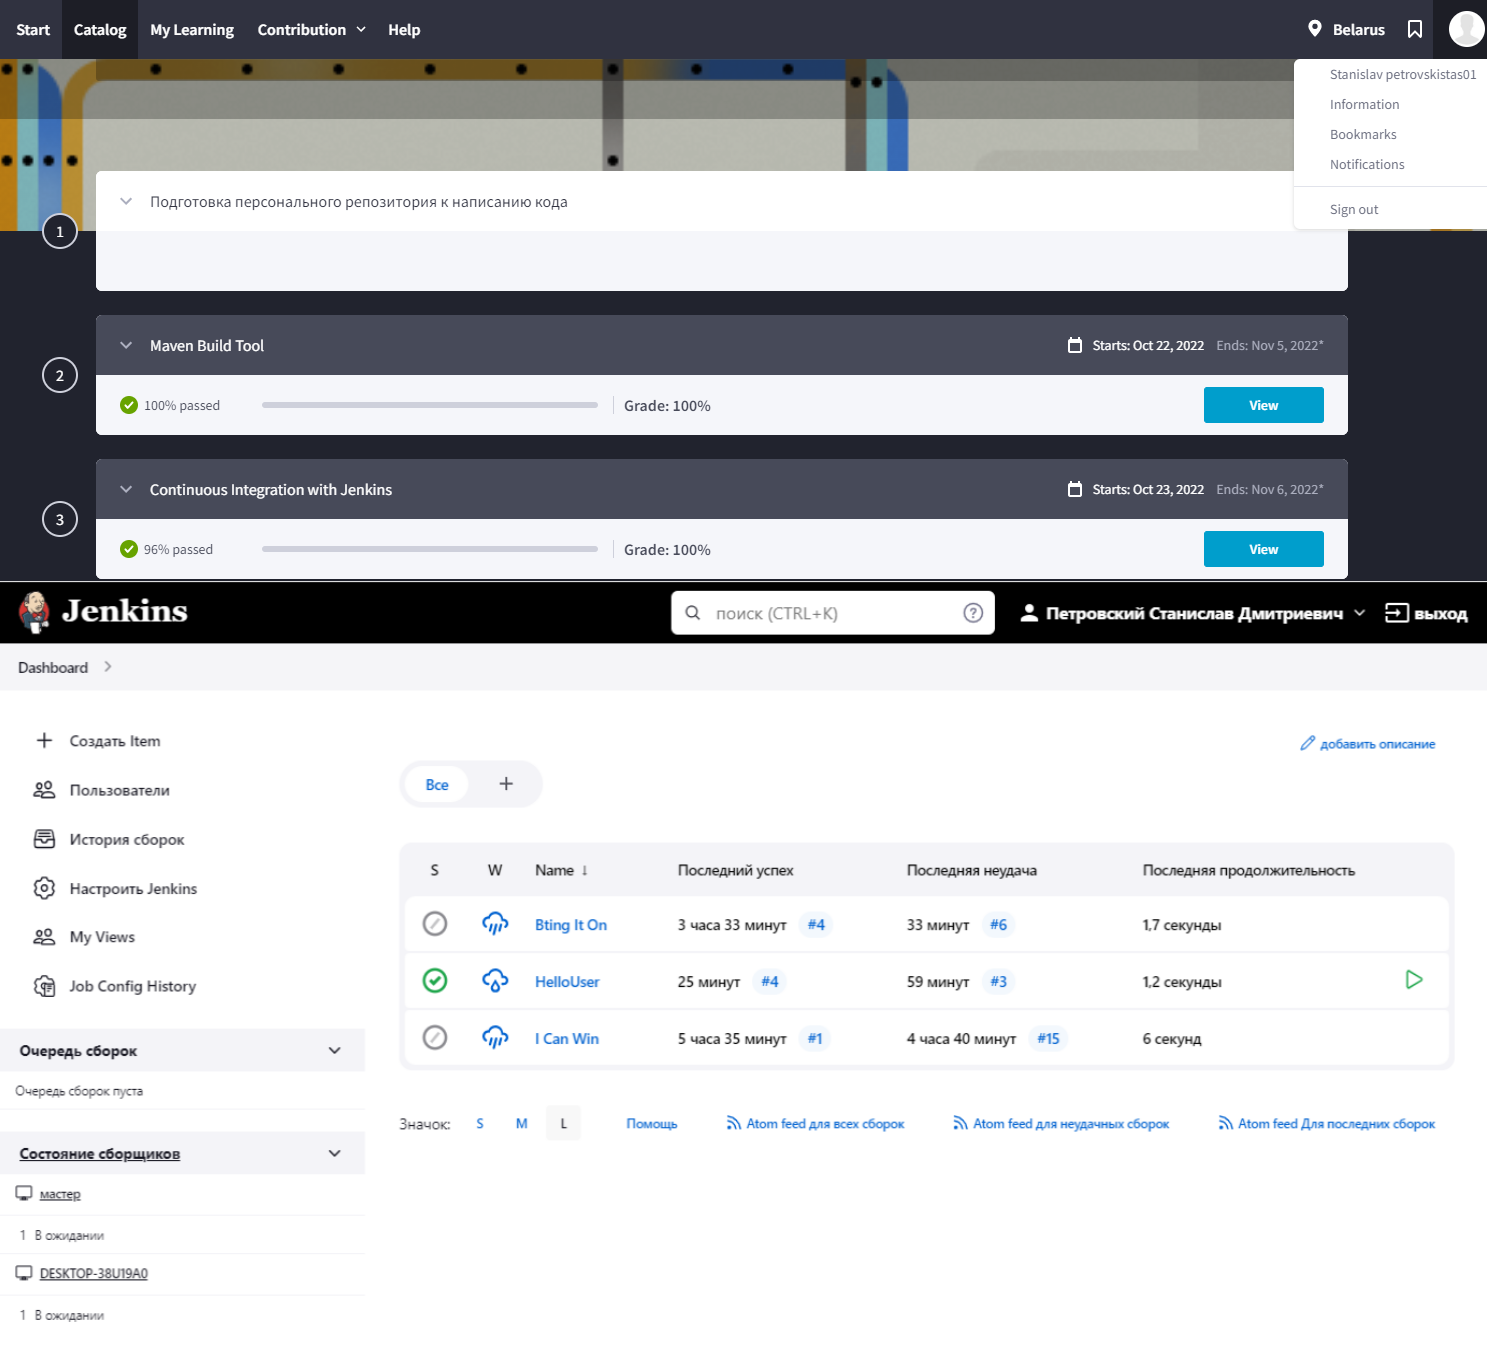 Start Catalog My Learning Contribution Help Belarus
Stanislav petrovskistas01
Information
Bookmarks
Notifications
Sign out
1
Подготовка персонального репозитория к написанию кода
2
Maven Build Tool Starts: Oct 22, 2022 Ends: Nov 5, 2022*
100% passed Grade: 100% View
3
Continuous Integration with Jenkins Starts: Oct 23, 2022 Ends: Nov 6, 2022*
96% passed Grade: 100% View
Jenkins поиск (CTRL+K) Петровский Станислав Дмитриевич выход
Dashboard
Создать Item
Пользователи
История сборок
Настроить Jenkins
My Views
Job Config History
Очередь сборок
Очередь сборок пуста
Состояние сборщиков
мастер
1 В ожидании
DESKTOP-38U19A0
1 В ожидании
добавить описание
Все +
S W Name ↓ Последний успех Последняя неудача Последняя продолжительность
Bting It On 3 часа 33 минут #4 33 минут #6 1,7 секунды
HelloUser 25 минут #4 59 минут #3 1,2 секунды
I Can Win 5 часа 35 минут #1 4 часа 40 минут #15 6 секунд
Значок: S M L Помощь Atom feed для всех сборок Atom feed для неудачных сборок Atom feed Для последних сборок